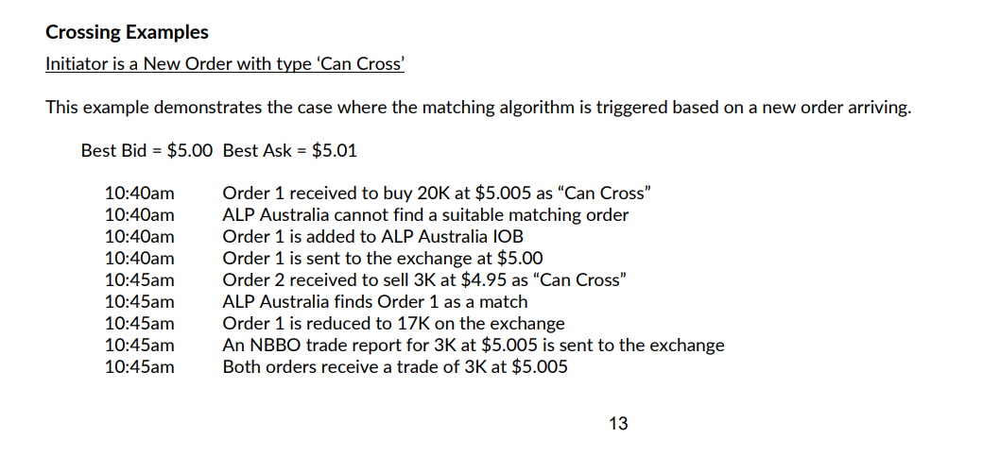 Crossing Examples
Initiator is a New Order with type ‘Can Cross’
This example demonstrates the case where the matching algorithm is triggered based on a new order arriving.
Best Bid = $5.00 Best Ask = $5.01
10:40am Order 1 received to buy 20K at $5.005 as “Can Cross”
10:40am ALP Australia cannot find a suitable matching order
10:40am Order 1 is added to ALP Australia IOB
10:40am Order 1 is sent to the exchange at $5.00
10:45am Order 2 received to sell 3K at $4.95 as “Can Cross”
10:45am ALP Australia finds Order 1 as a match
10:45am Order 1 is reduced to 17K on the exchange
10:45am An NBBO trade report for 3K at $5.005 is sent to the exchange
10:45am Both orders receive a trade of 3K at $5.005
13